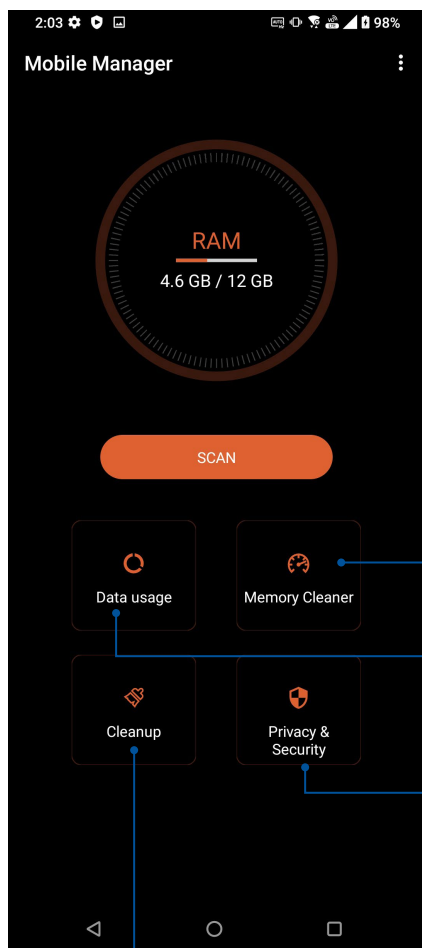 2:03
98%
Mobile Manager
RAM
4.6 GB / 12 GB
SCAN
Data usage
Memory Cleaner
Cleanup
Privacy &
Security